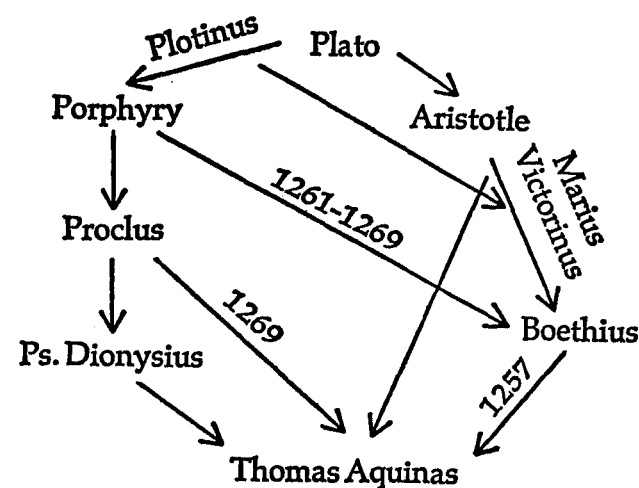 Plotinus
Plato
Porphyry
Aristotle
Marius
Victorinus
1261-1269
Proclus
1269
Boethius
Ps. Dionysius
1257
Thomas Aquinas